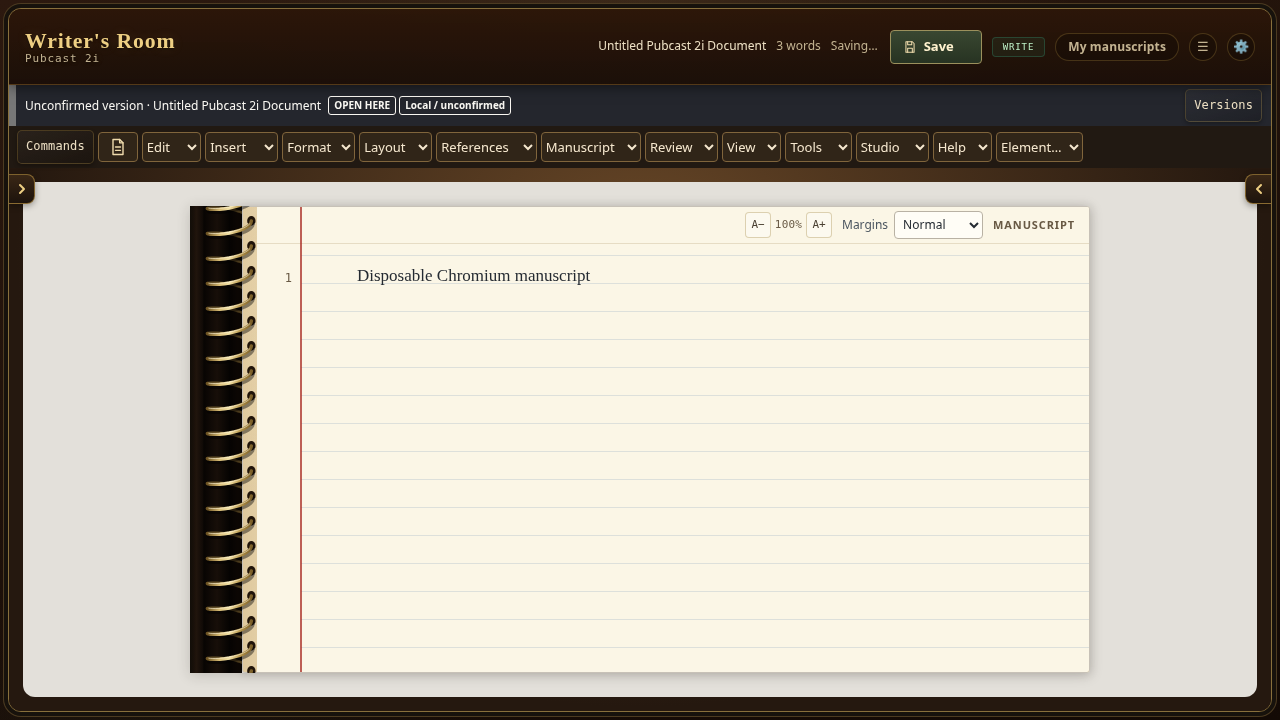 Writer's Room
Pubcast 2i
Untitled Pubcast 2i Document 3 words Saving... Save WRITE My manuscripts
Unconfirmed version · Untitled Pubcast 2i Document OPEN HERE Local / unconfirmed Versions
Commands Edit Insert Format Layout References Manuscript Review View Tools Studio Help Element...
A− 100% A+ Margins Normal MANUSCRIPT
1 Disposable Chromium manuscript